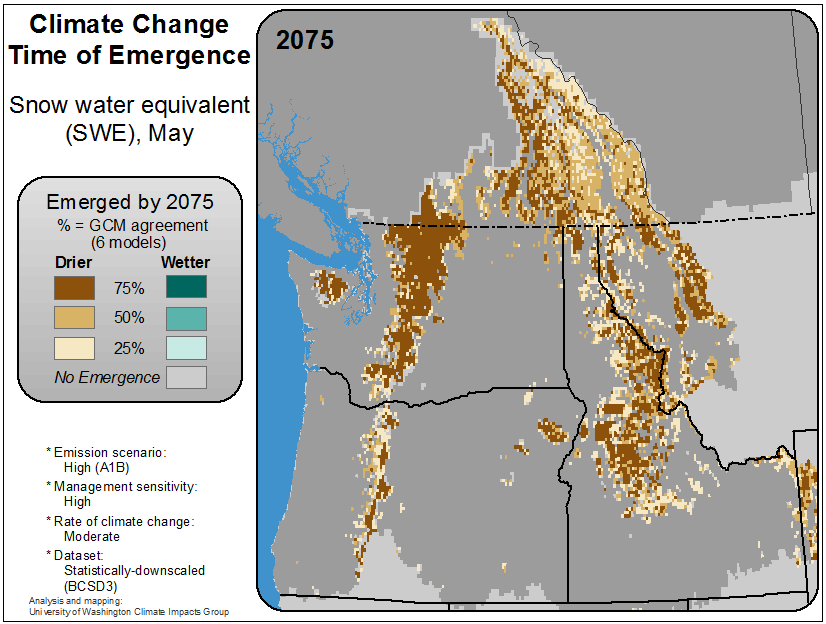 Climate Change
Time of Emergence
Snow water equivalent
(SWE), May
2075
Emerged by 2075
% = GCM agreement
(6 models)
Drier Wetter
75%
50%
25%
No Emergence
* Emission scenario:
High (A1B)
* Management sensitivity:
High
* Rate of climate change:
Moderate
* Dataset:
Statistically-downscaled
(BCSD3)
Analysis and mapping:
University of Washington Climate Impacts Group